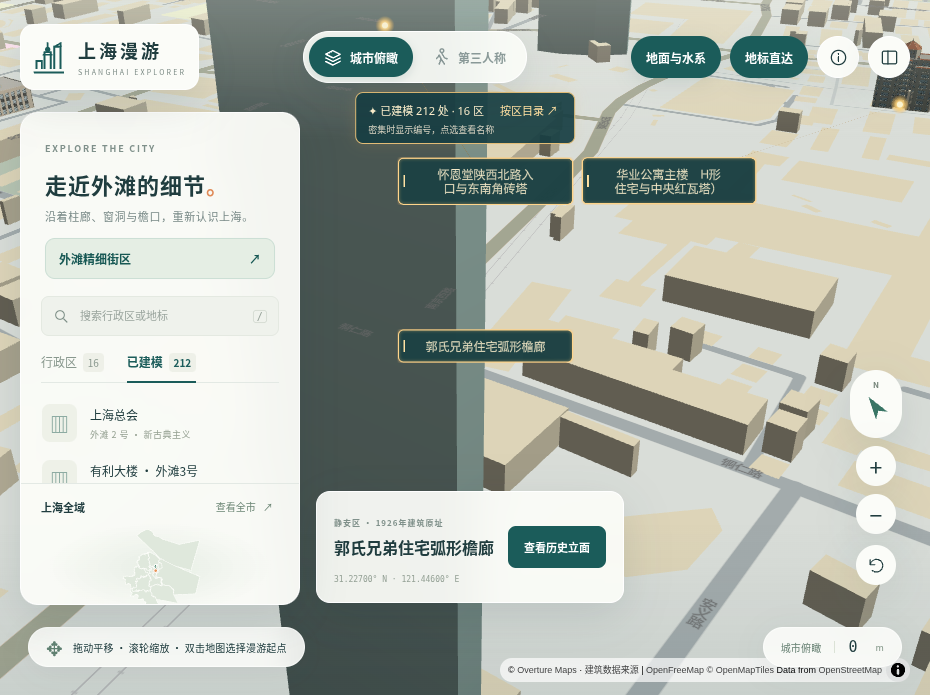 上海漫游
SHANGHAI EXPLORER
城市俯瞰
第三人称
地面与水系
地标直达
✦ 已建模 212 处 · 16 区 按区目录 ↗
密集时显示编号，点选查看名称
怀恩堂陕西北路入
口与东南角砖塔
华业公寓主楼 H形
住宅与中央红瓦塔）
郭氏兄弟住宅弧形檐廊
EXPLORE THE CITY
走近外滩的细节。
沿着柱廊、窗洞与檐口，重新认识上海。
外滩精细街区 ↗
搜索行政区或地标 /
行政区 16 已建模 212
上海总会
外滩 2 号 · 新古典主义
有利大楼 · 外滩3号
上海全域 查看全市 ↗
静安区 · 1926年建筑原址
郭氏兄弟住宅弧形檐廊
31.22700° N · 121.44600° E
查看历史立面
N
+
−
铜仁路
拖动平移 · 滚轮缩放 · 双击地图选择漫游起点
城市俯瞰 0 m
© Overture Maps · 建筑数据来源 | OpenFreeMap © OpenMapTiles Data from OpenStreetMap